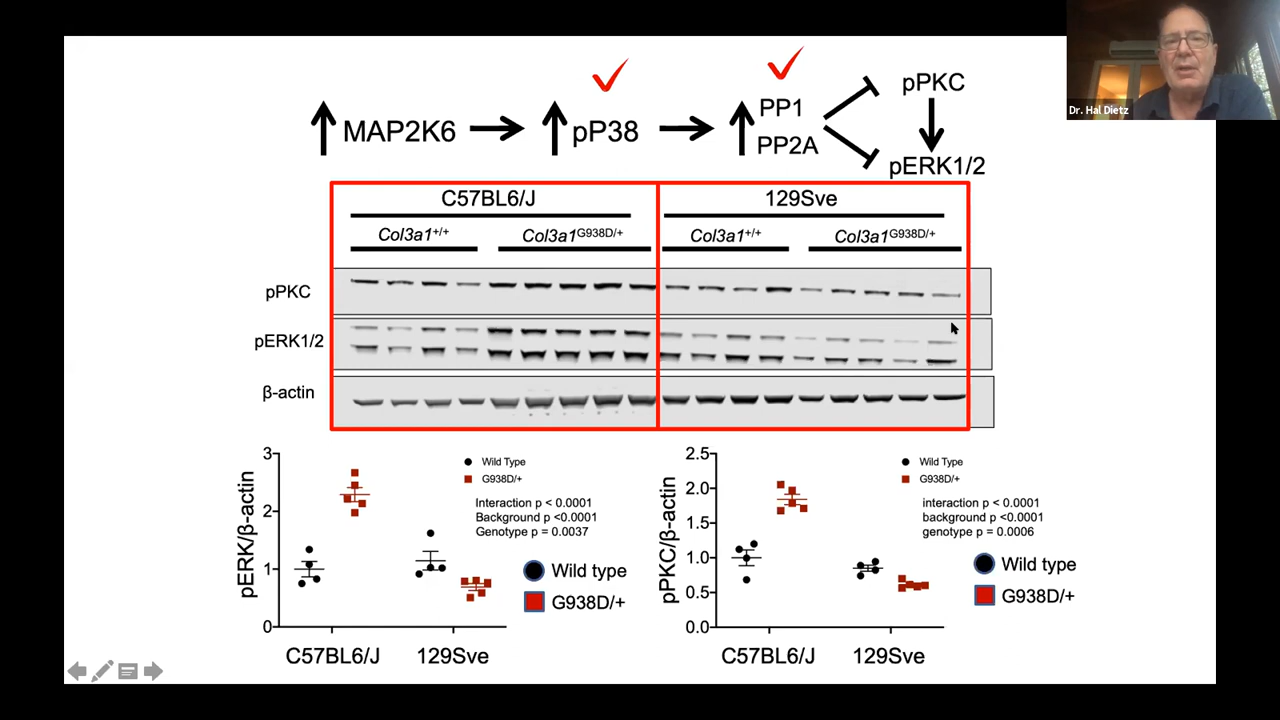 Dr. Hal Dietz
MAP2K6
pP38
PP1
PP2A
pPKC
pERK1/2
C57BL6/J
129Sve
Col3a1+/+
Col3a1G938D/+
Col3a1+/+
Col3a1G938D/+
pPKC
pERK1/2
β-actin
3
2
1
0
pERK/β-actin
Wild Type
G938D/+
Interaction p < 0.0001
Background p <0.0001
Genotype p = 0.0037
Wild type
G938D/+
C57BL6/J
129Sve
2.5
2.0
1.5
1.0
0.5
0.0
pPKC/β-actin
Wild Type
G938D/+
interaction p < 0.0001
background p <0.0001
genotype p = 0.0006
Wild type
G938D/+
C57BL6/J
129Sve